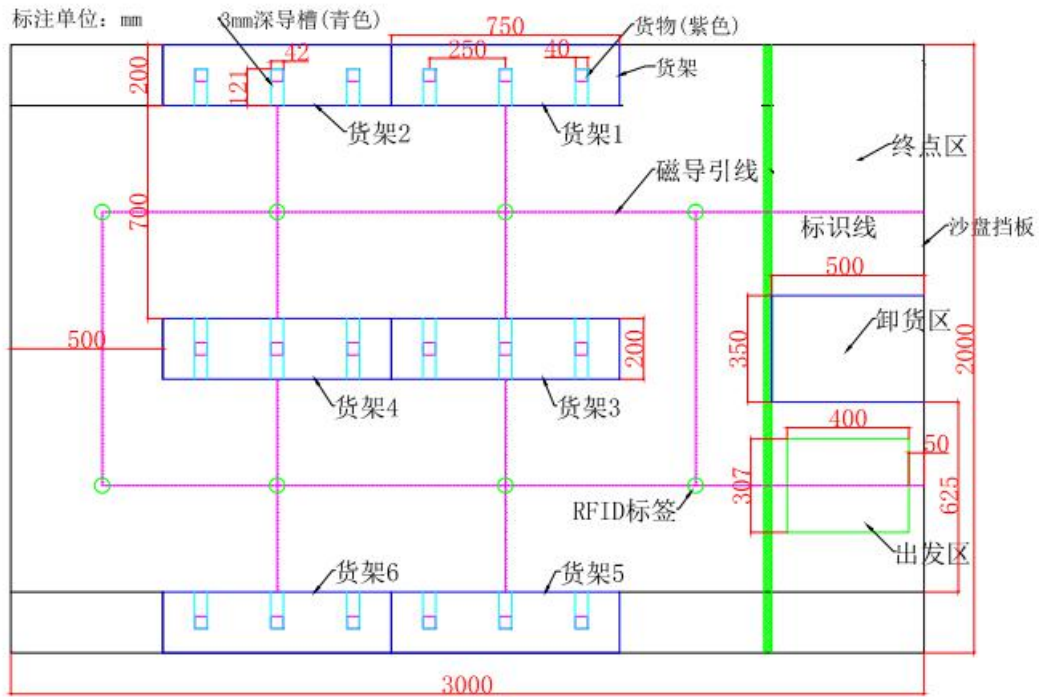 标注单位：mm
3mm深导槽(青色)
750
货物(紫色)
42
250
40
货架
200
121
货架2
货架1
终点区
磁导引线
700
标识线
沙盘挡板
500
卸货区
500
350
200
2000
货架4
货架3
400
50
307
625
RFID标签
出发区
货架6
货架5
3000